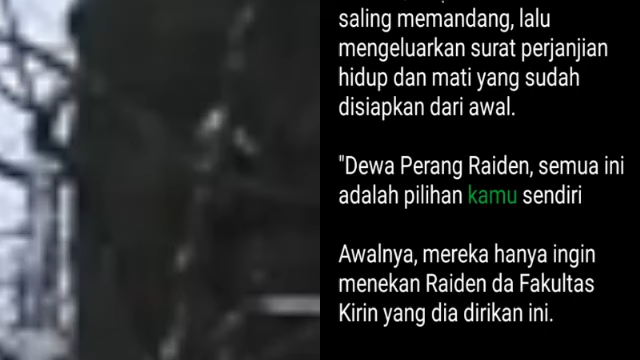 saling memandang, lalu
mengeluarkan surat perjanjian
hidup dan mati yang sudah
disiapkan dari awal.
"Dewa Perang Raiden, semua ini
adalah pilihan kamu sendiri
Awalnya, mereka hanya ingin
menekan Raiden da Fakultas
Kirin yang dia dirikan ini.